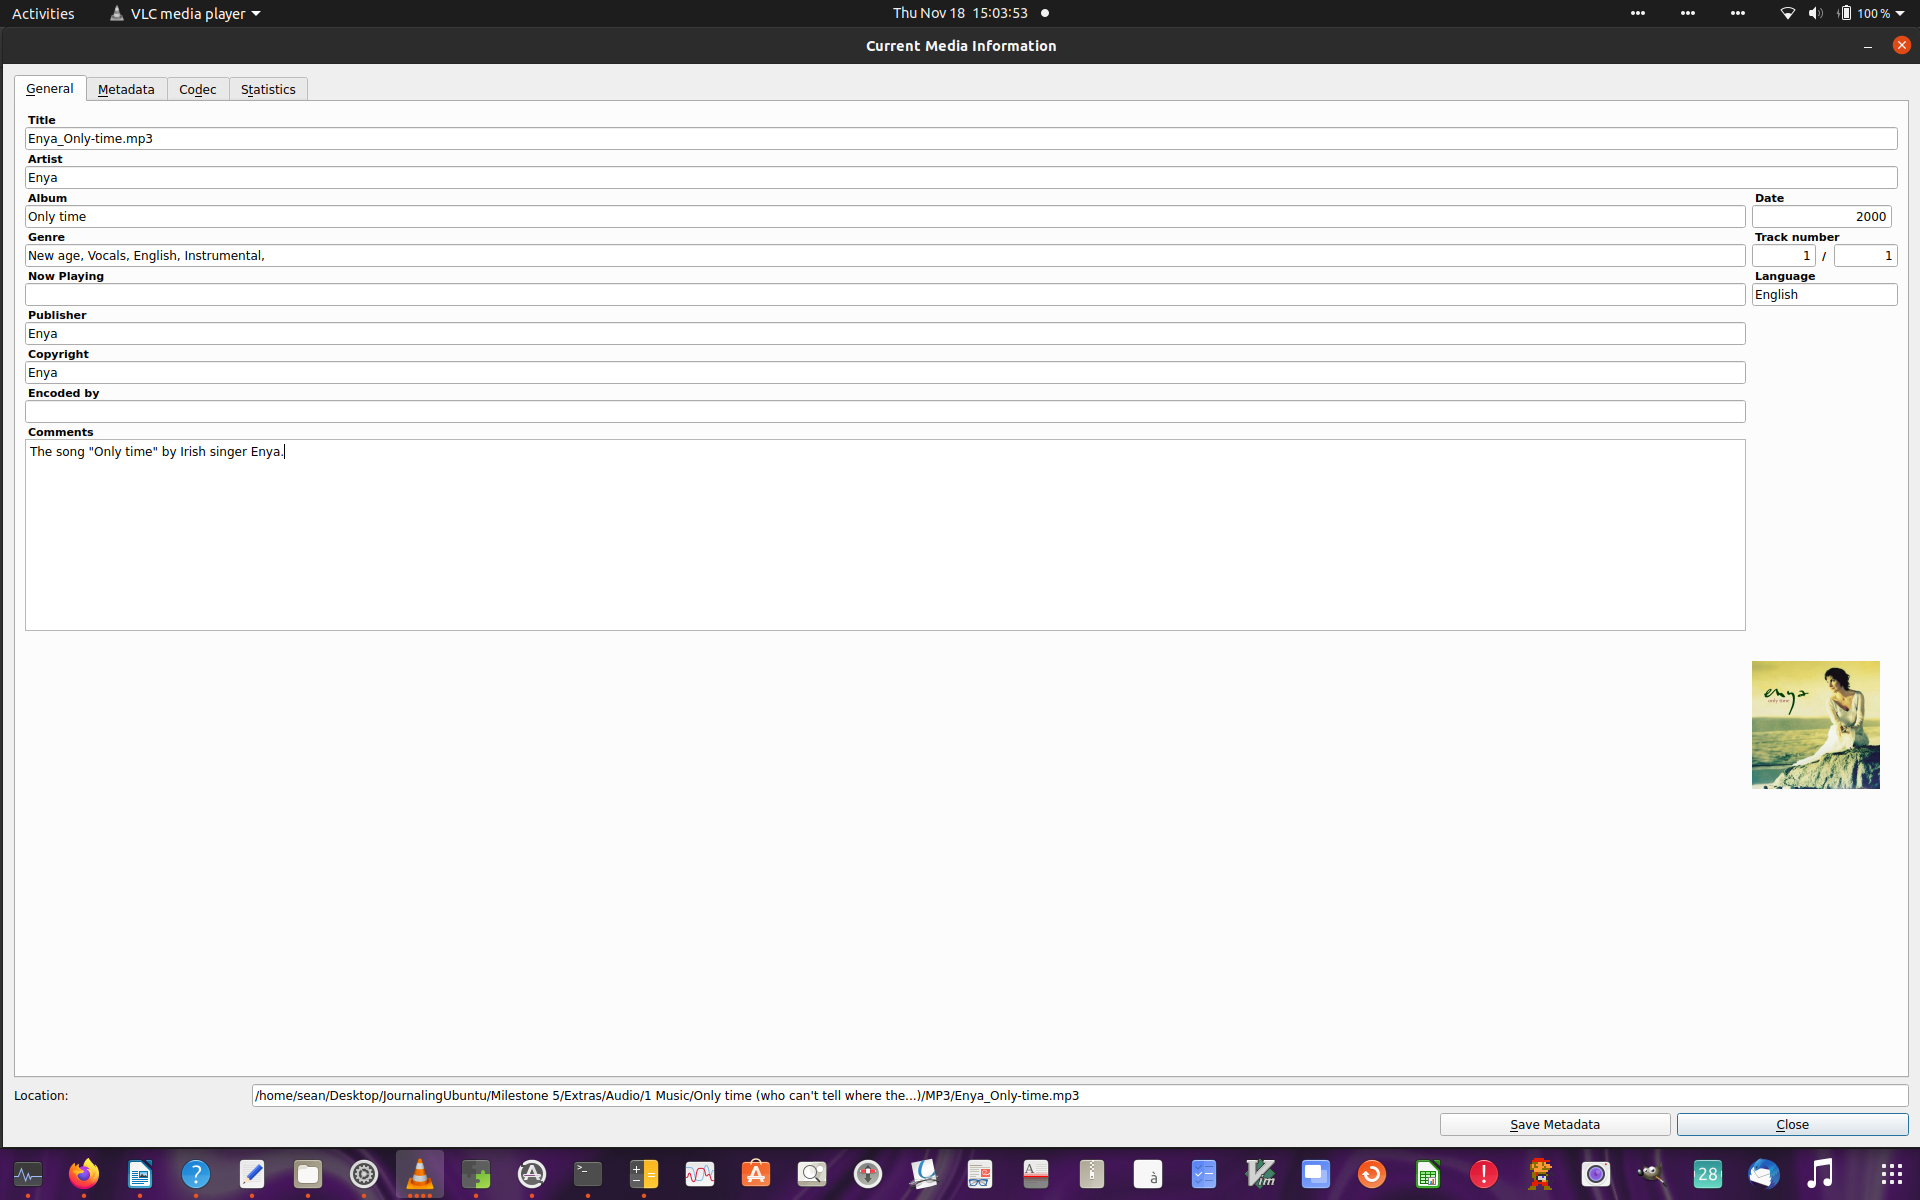 Activities VLC media player Thu Nov 18 15:03:53 100 %
Current Media Information
General Metadata Codec Statistics
Title
Enya_Only-time.mp3
Artist
Enya
Album Date
Only time 2000
Genre Track number
New age, Vocals, English, Instrumental, 1 / 1
Now Playing Language
English
Publisher
Enya
Copyright
Enya
Encoded by
Comments
The song "Only time" by Irish singer Enya.
enya
only time
Location: /home/sean/Desktop/JournalingUbuntu/Milestone 5/Extras/Audio/1 Music/Only time (who can't tell where the...)/MP3/Enya_Only-time.mp3
Save Metadata Close
28